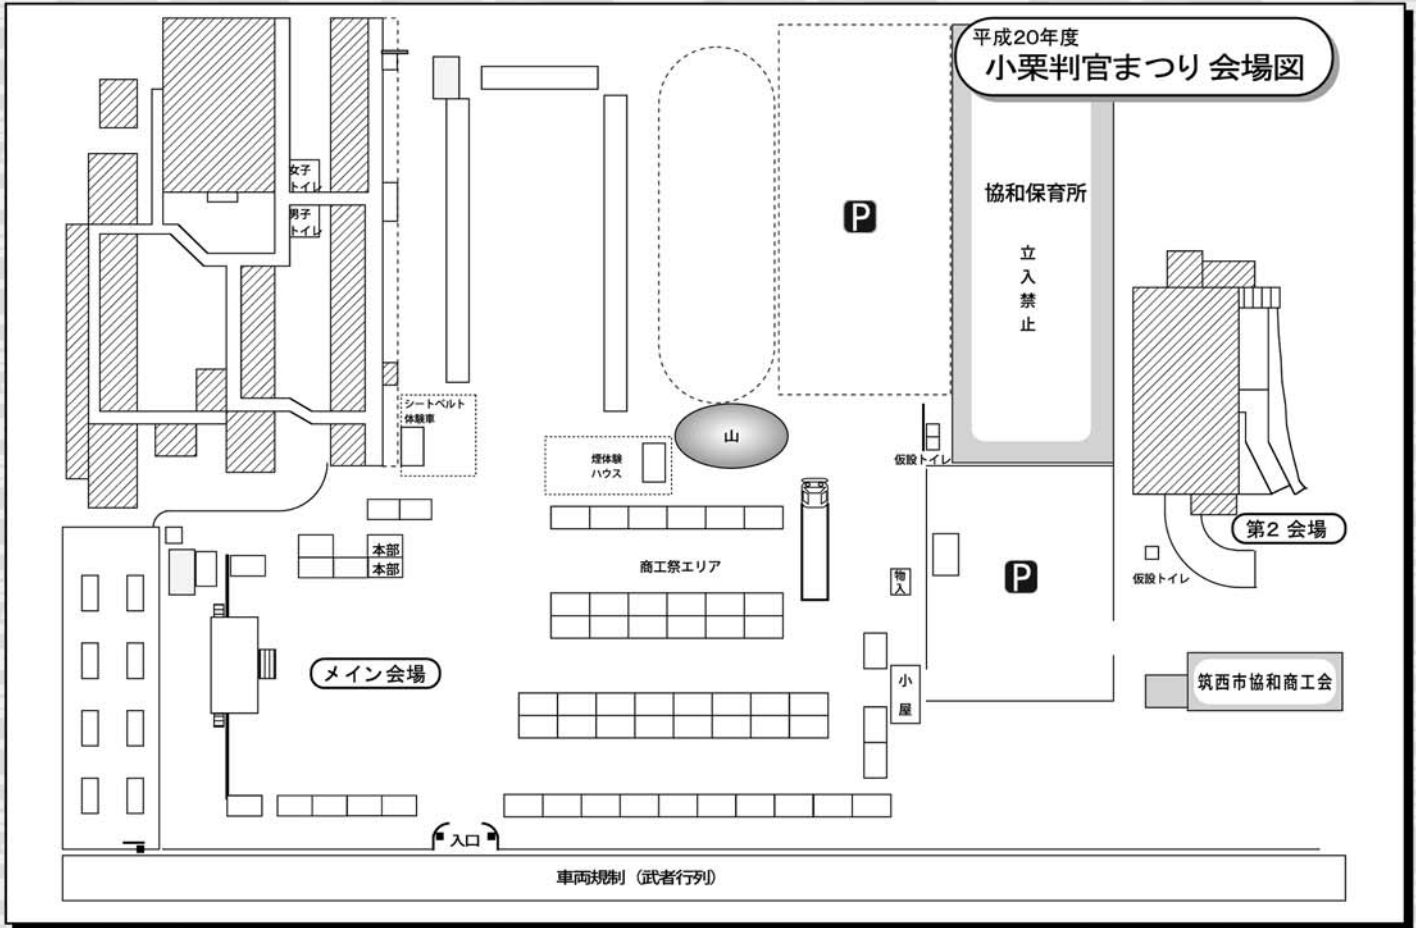 平成20年度
小栗判官まつり 会場図
女子
トイレ
男子
トイレ
P
協和保育所
立入禁止
シートベルト
体験車
煙体験
ハウス
山
仮設トイレ
本部
本部
商工祭エリア
物入
P
第2 会場
仮設トイレ
メイン会場
小屋
筑西市協和商工会
入口
車両規制（武者行列）